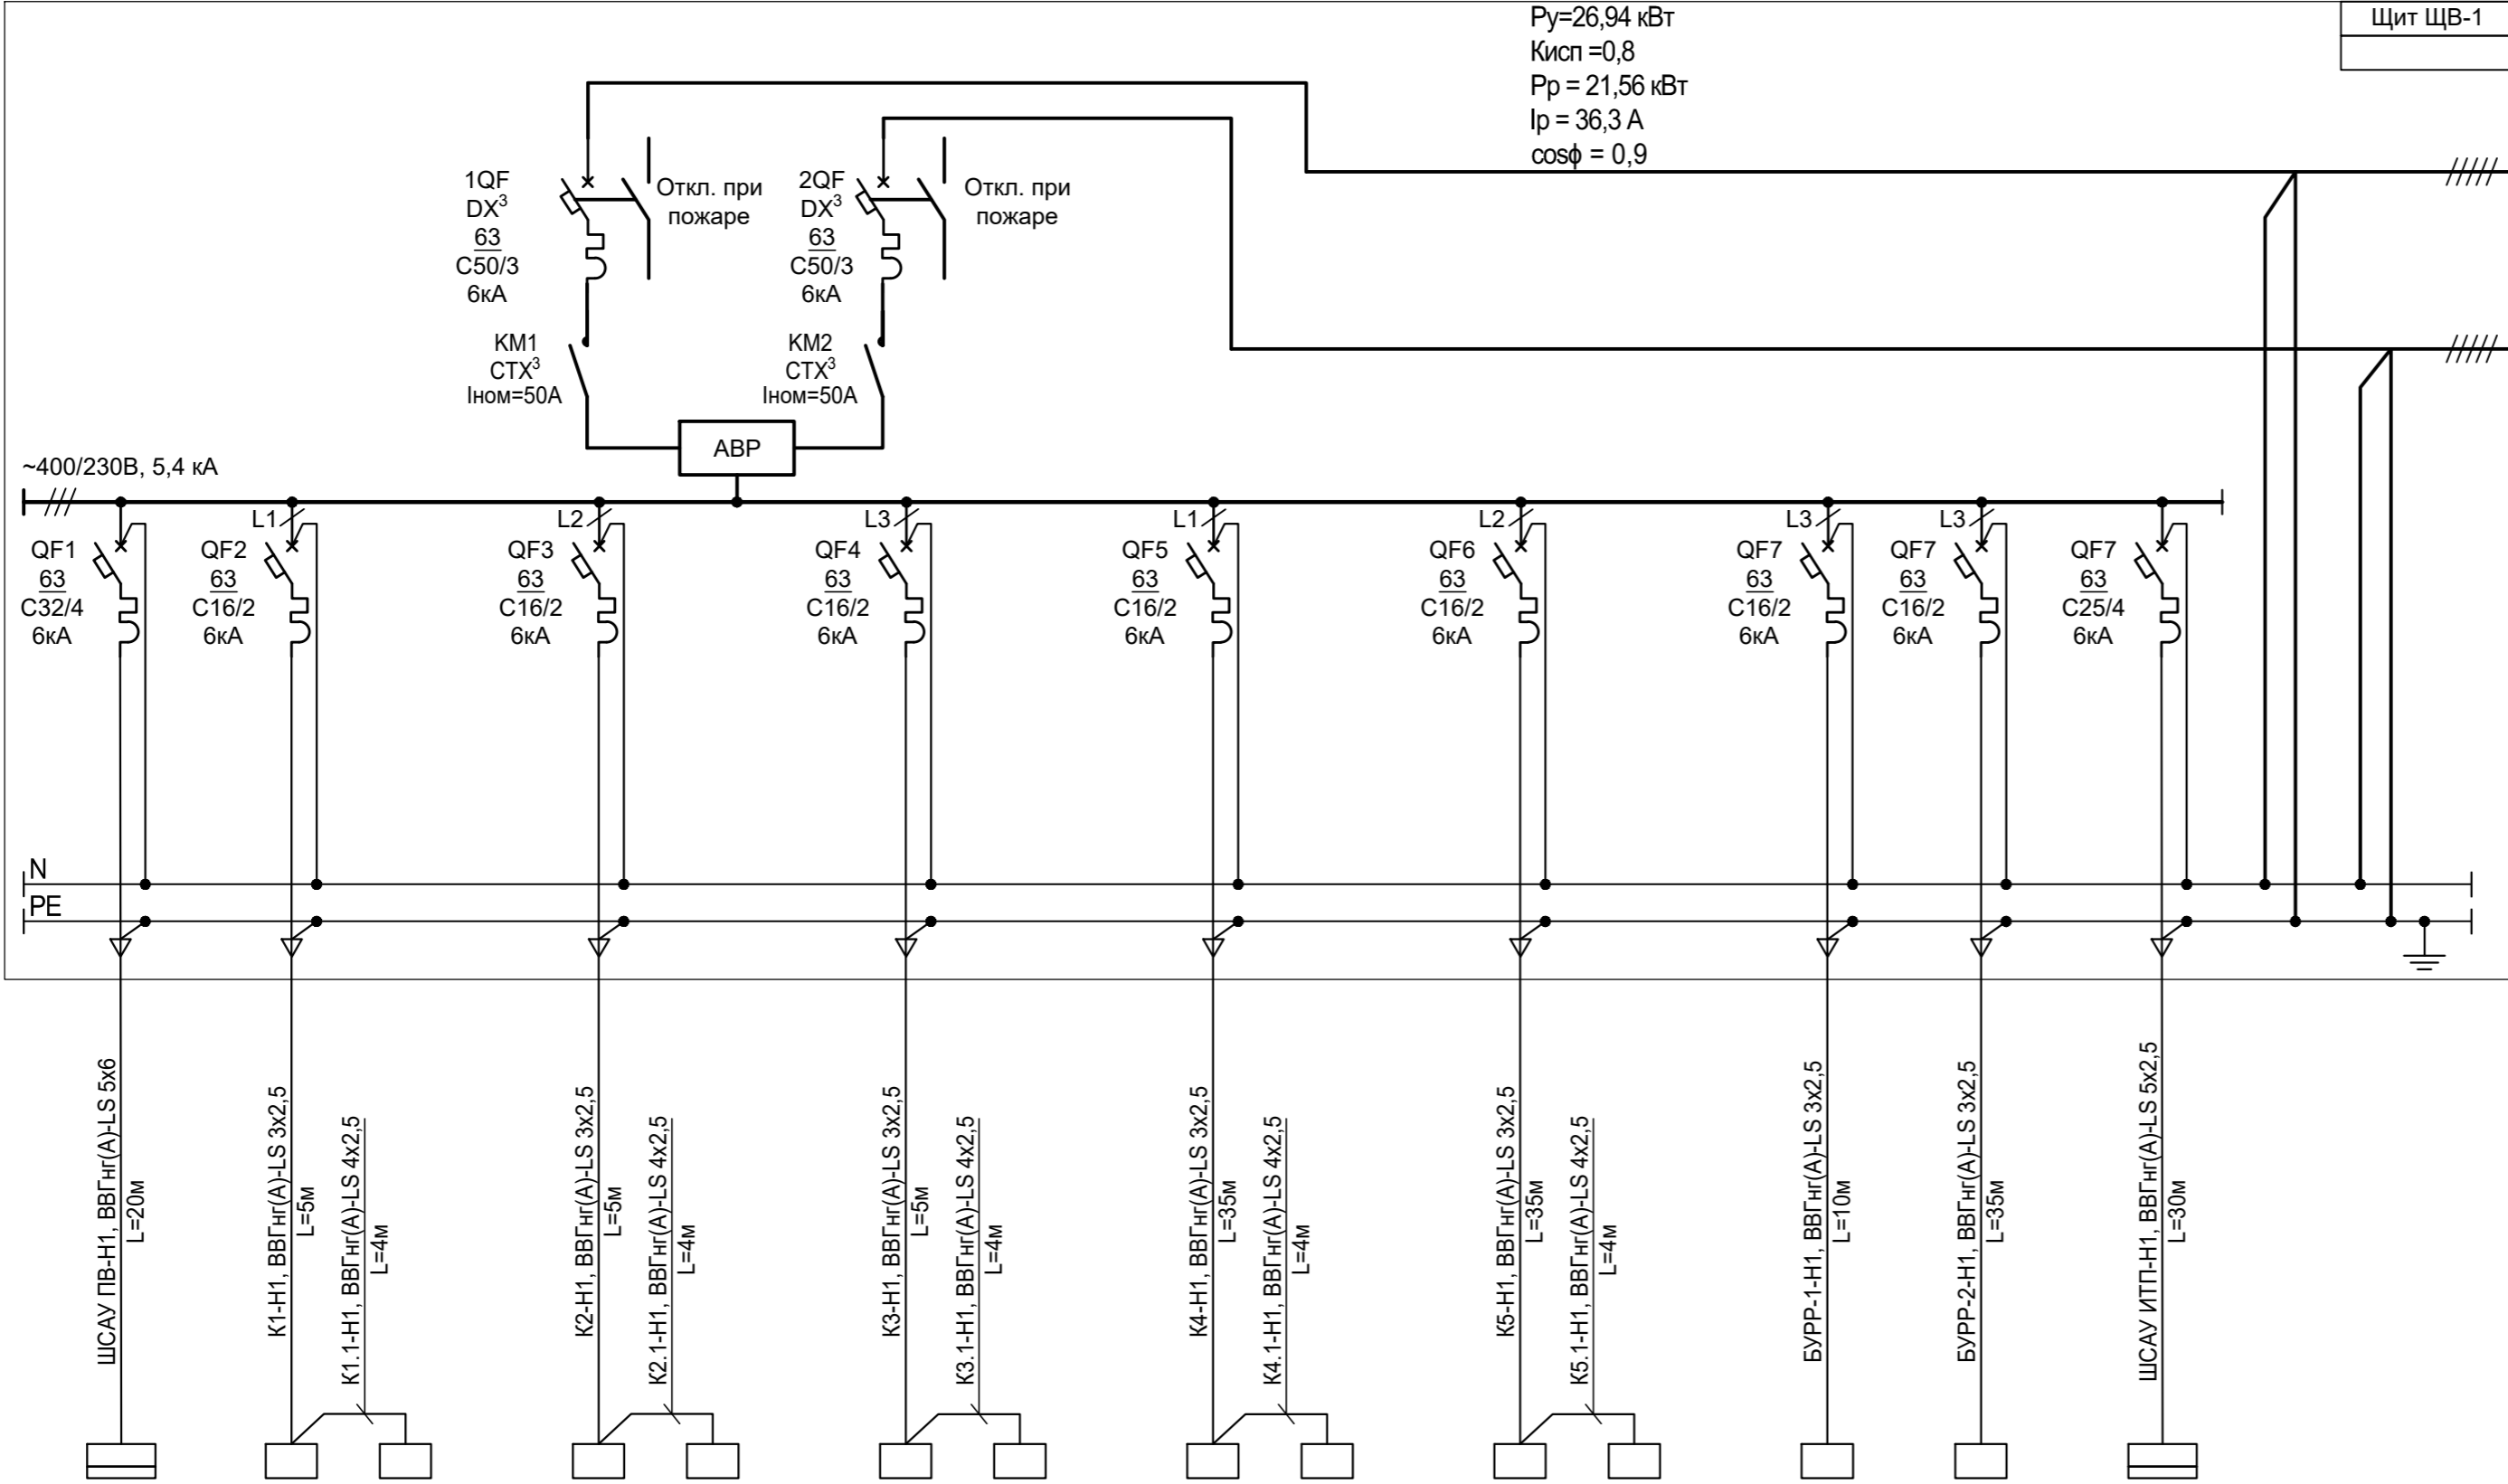 Ру=26,94 кВт
Кисп =0,8
Рр = 21,56 кВт
Iр = 36,3 А
cosϕ = 0,9
Щит ЩВ-1
1QF
DX³
63
C50/3
6кА
Откл. при
пожаре
2QF
DX³
63
C50/3
6кА
Откл. при
пожаре
KM1
CTX³
Iном=50А
KM2
CTX³
Iном=50А
АВР
~400/230В, 5,4 кА
L1
L2
L3
L1
L2
L3
L3
QF1
63
C32/4
6кА
QF2
63
C16/2
6кА
QF3
63
C16/2
6кА
QF4
63
C16/2
6кА
QF5
63
C16/2
6кА
QF6
63
C16/2
6кА
QF7
63
C16/2
6кА
QF7
63
C16/2
6кА
QF7
63
C25/4
6кА
N
PE
ШСАУ ПВ-Н1, ВВГнг(А)-LS 5х6
L=20м
К1-Н1, ВВГнг(А)-LS 3х2,5
L=5м
К1.1-Н1, ВВГнг(А)-LS 4х2,5
L=4м
К2-Н1, ВВГнг(А)-LS 3х2,5
L=5м
К2.1-Н1, ВВГнг(А)-LS 4х2,5
L=4м
К3-Н1, ВВГнг(А)-LS 3х2,5
L=5м
К3.1-Н1, ВВГнг(А)-LS 4х2,5
L=4м
К4-Н1, ВВГнг(А)-LS 3х2,5
L=35м
К4.1-Н1, ВВГнг(А)-LS 4х2,5
L=4м
К5-Н1, ВВГнг(А)-LS 3х2,5
L=35м
К5.1-Н1, ВВГнг(А)-LS 4х2,5
L=4м
БУРР-1-Н1, ВВГнг(А)-LS 3х2,5
L=10м
БУРР-2-Н1, ВВГнг(А)-LS 3х2,5
L=35м
ШСАУ ИТП-Н1, ВВГнг(А)-LS 5х2,5
L=30м